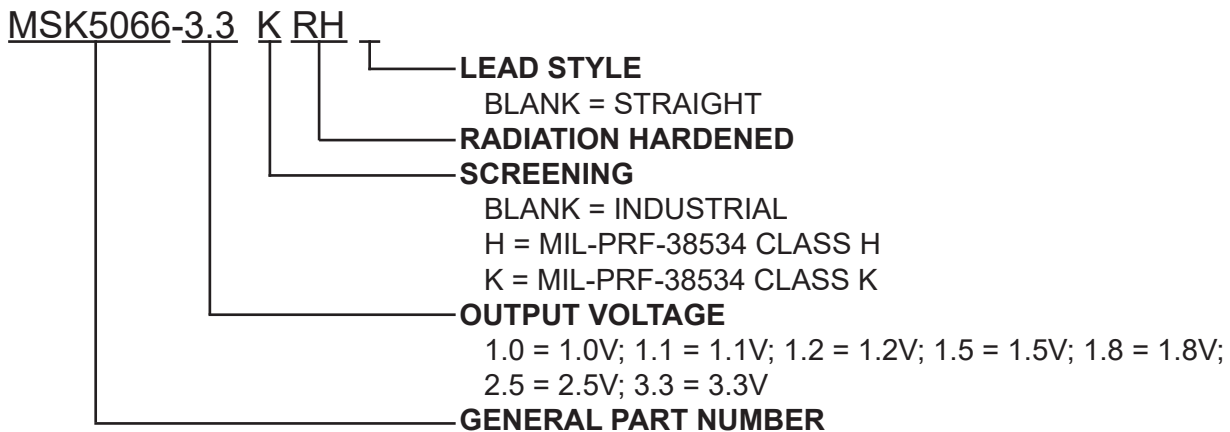 MSK5066-3.3 K RH _
LEAD STYLE
BLANK = STRAIGHT
RADIATION HARDENED
SCREENING
BLANK = INDUSTRIAL
H = MIL-PRF-38534 CLASS H
K = MIL-PRF-38534 CLASS K
OUTPUT VOLTAGE
1.0 = 1.0V; 1.1 = 1.1V; 1.2 = 1.2V; 1.5 = 1.5V; 1.8 = 1.8V;
2.5 = 2.5V; 3.3 = 3.3V
GENERAL PART NUMBER